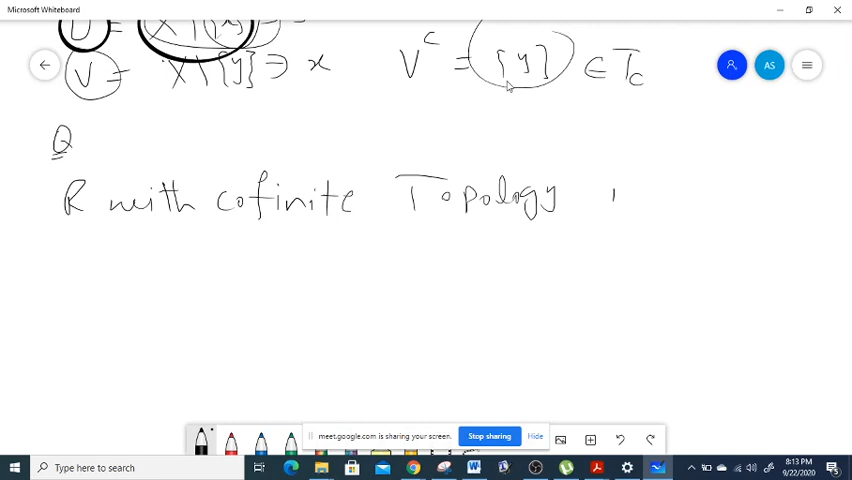 Microsoft Whiteboard
V = X \ {y} ∋ x V^c = {y} ∈ T_c
Q
R with cofinite Topology
meet.google.com is sharing your screen.
Stop sharing
Hide
AS
Type here to search
8:13 PM
9/22/2020